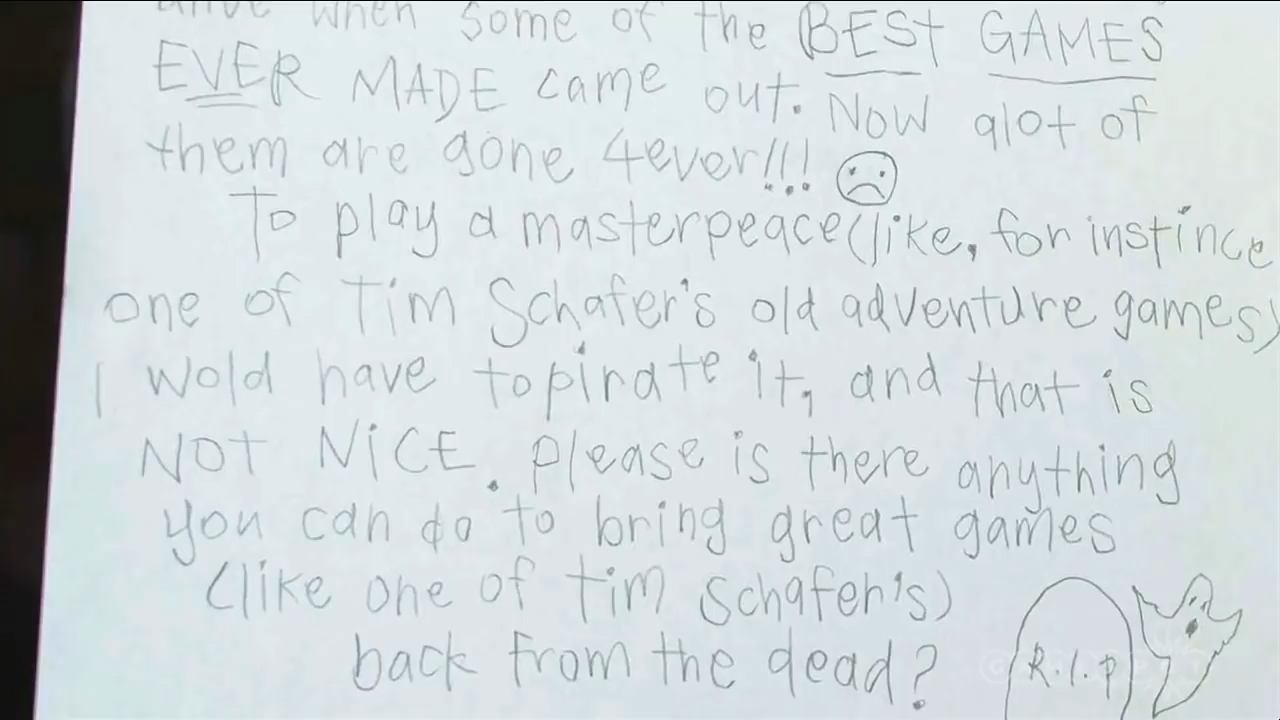 alive when some of the BEST GAMES
EVER MADE came out. Now alot of
them are gone 4ever!!!
To play a masterpeace (like, for instince
one of Tim Schafer's old adventure games)
I wold have to pirate it, and that is
NOT NiCE. please is there anything
you can do to bring great games
(like one of Tim Schafer's)
back from the dead?
R.I.P